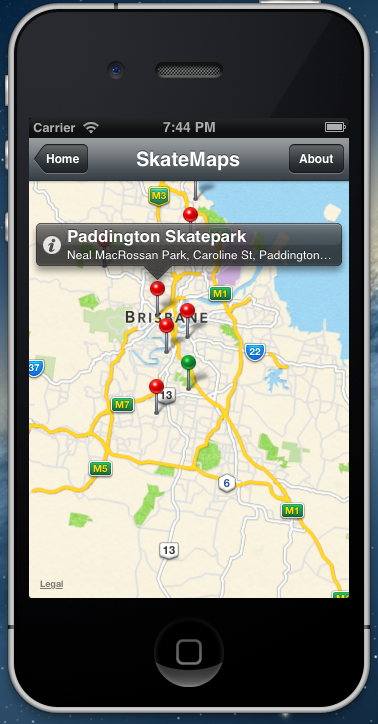 Carrier 7:44 PM
Home SkateMaps About
M3
Paddington Skatepark
Neal MacRossan Park, Caroline St, Paddington…
M1
BRISBANE
22
37
13
M7
M5
6
M1
13
Legal